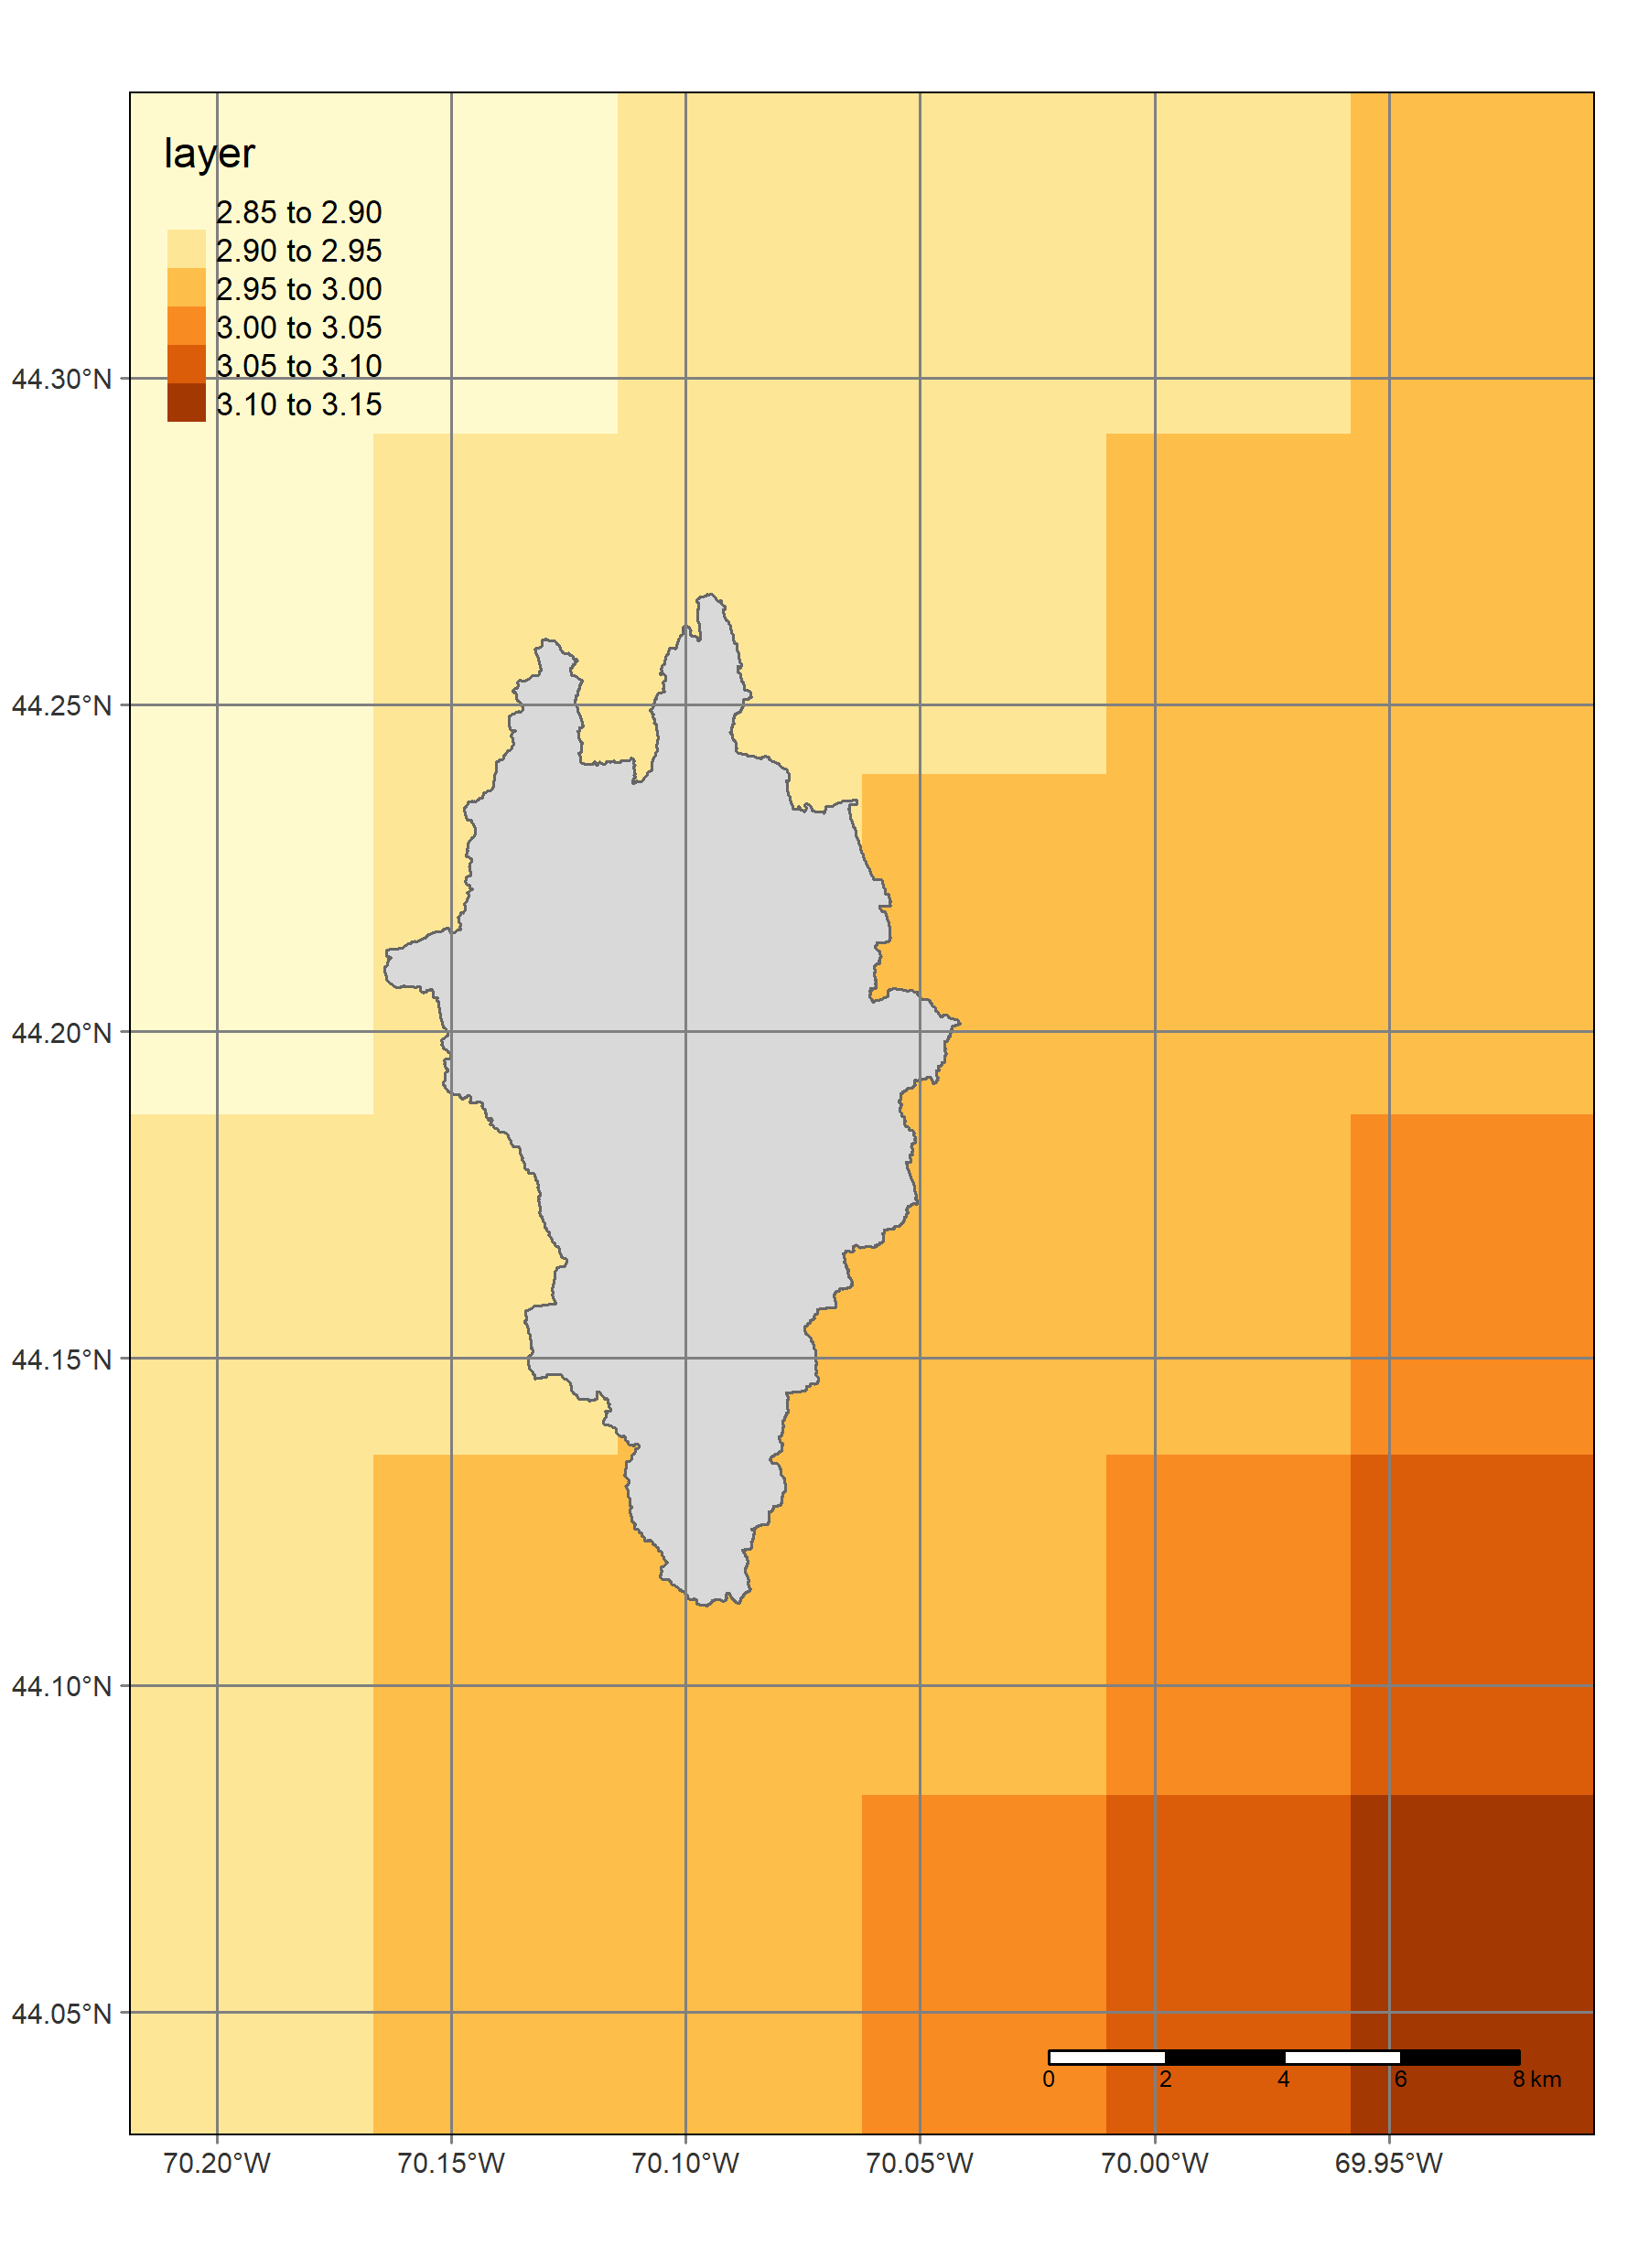 layer
2.85 to 2.90
2.90 to 2.95
2.95 to 3.00
3.00 to 3.05
3.05 to 3.10
3.10 to 3.15
44.30°N
44.25°N
44.20°N
44.15°N
44.10°N
44.05°N
0 2 4 6 8 km
70.20°W 70.15°W 70.10°W 70.05°W 70.00°W 69.95°W